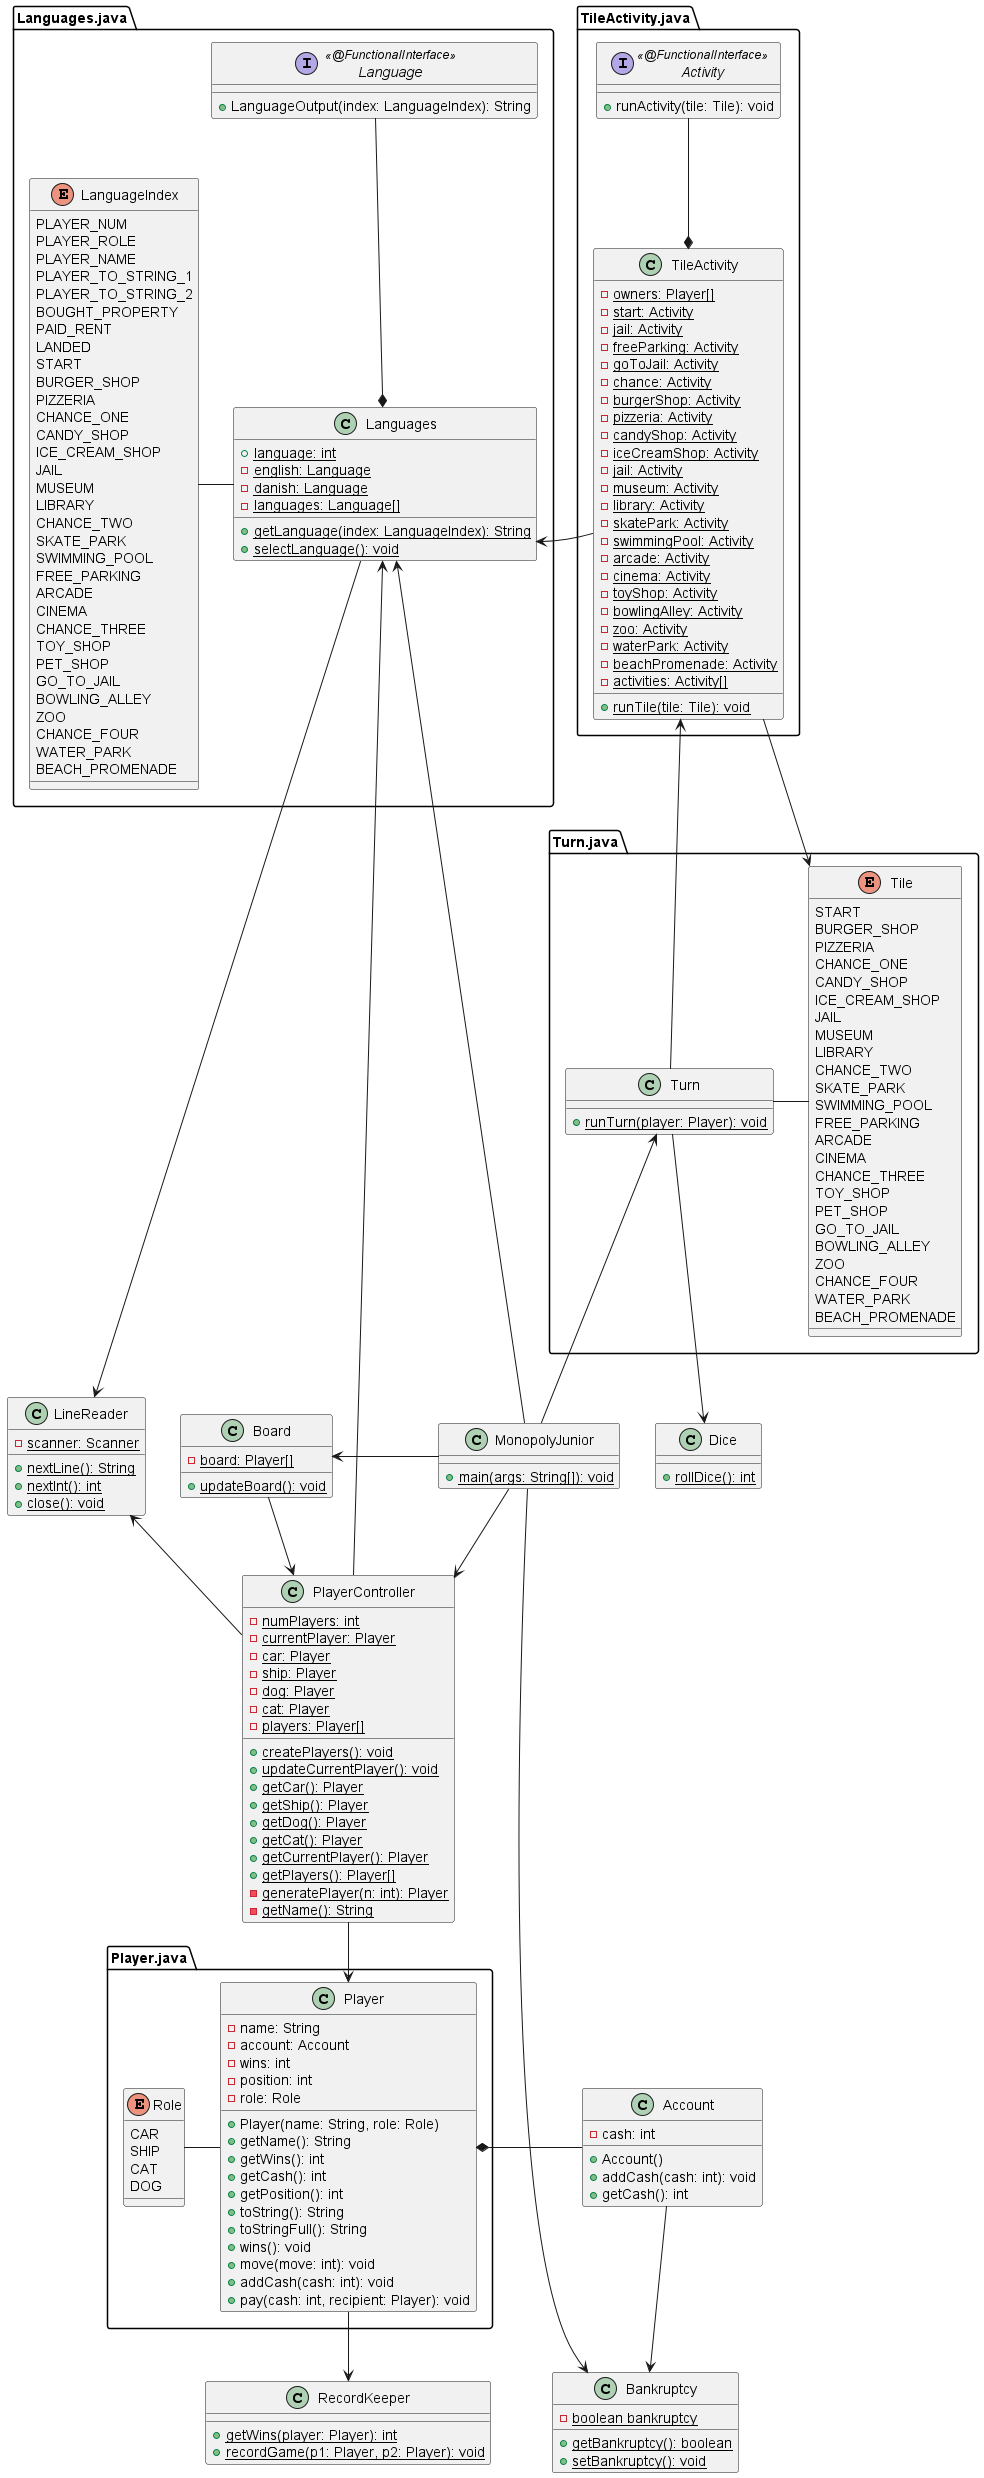 Languages.java
«@FunctionalInterface»
Language
LanguageOutput(index: LanguageIndex): String
LanguageIndex
PLAYER_NUM
PLAYER_ROLE
PLAYER_NAME
PLAYER_TO_STRING_1
PLAYER_TO_STRING_2
BOUGHT_PROPERTY
PAID_RENT
LANDED
START
BURGER_SHOP
PIZZERIA
CHANCE_ONE
CANDY_SHOP
ICE_CREAM_SHOP
JAIL
MUSEUM
LIBRARY
CHANCE_TWO
SKATE_PARK
SWIMMING_POOL
FREE_PARKING
ARCADE
CINEMA
CHANCE_THREE
TOY_SHOP
PET_SHOP
GO_TO_JAIL
BOWLING_ALLEY
ZOO
CHANCE_FOUR
WATER_PARK
BEACH_PROMENADE
Languages
language: int
english: Language
danish: Language
languages: Language[]
getLanguage(index: LanguageIndex): String
selectLanguage(): void
TileActivity.java
«@FunctionalInterface»
Activity
runActivity(tile: Tile): void
TileActivity
owners: Player[]
start: Activity
jail: Activity
freeParking: Activity
goToJail: Activity
chance: Activity
burgerShop: Activity
pizzeria: Activity
candyShop: Activity
iceCreamShop: Activity
jail: Activity
museum: Activity
library: Activity
skatePark: Activity
swimmingPool: Activity
arcade: Activity
cinema: Activity
toyShop: Activity
bowlingAlley: Activity
zoo: Activity
waterPark: Activity
beachPromenade: Activity
activities: Activity[]
runTile(tile: Tile): void
Turn.java
Tile
START
BURGER_SHOP
PIZZERIA
CHANCE_ONE
CANDY_SHOP
ICE_CREAM_SHOP
JAIL
MUSEUM
LIBRARY
CHANCE_TWO
SKATE_PARK
SWIMMING_POOL
FREE_PARKING
ARCADE
CINEMA
CHANCE_THREE
TOY_SHOP
PET_SHOP
GO_TO_JAIL
BOWLING_ALLEY
ZOO
CHANCE_FOUR
WATER_PARK
BEACH_PROMENADE
Turn
runTurn(player: Player): void
LineReader
scanner: Scanner
nextLine(): String
nextInt(): int
close(): void
Board
board: Player[]
updateBoard(): void
MonopolyJunior
main(args: String[]): void
Dice
rollDice(): int
PlayerController
numPlayers: int
currentPlayer: Player
car: Player
ship: Player
dog: Player
cat: Player
players: Player[]
createPlayers(): void
updateCurrentPlayer(): void
getCar(): Player
getShip(): Player
getDog(): Player
getCat(): Player
getCurrentPlayer(): Player
getPlayers(): Player[]
generatePlayer(n: int): Player
getName(): String
Player.java
Role
CAR
SHIP
CAT
DOG
Player
name: String
account: Account
wins: int
position: int
role: Role
Player(name: String, role: Role)
getName(): String
getWins(): int
getCash(): int
getPosition(): int
toString(): String
toStringFull(): String
wins(): void
move(move: int): void
addCash(cash: int): void
pay(cash: int, recipient: Player): void
Account
cash: int
Account()
addCash(cash: int): void
getCash(): int
RecordKeeper
getWins(player: Player): int
recordGame(p1: Player, p2: Player): void
Bankruptcy
boolean bankruptcy
getBankruptcy(): boolean
setBankruptcy(): void